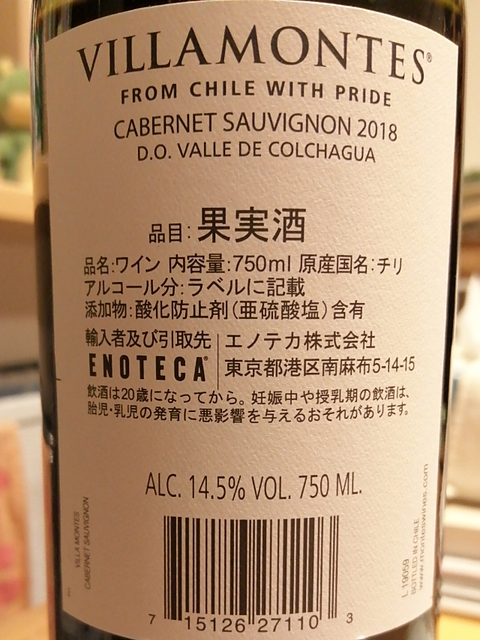 VILLAMONTES®
FROM CHILE WITH PRIDE
CABERNET SAUVIGNON 2018
D.O. VALLE DE COLCHAGUA
品目:果実酒
品名:ワイン 内容量:750ml 原産国名:チリ
アルコール分:ラベルに記載
添加物:酸化防止剤(亜硫酸塩)含有
輸入者及び引取先
ENOTECA®
エノテカ株式会社
東京都港区南麻布5-14-15
飲酒は20歳になってから。妊娠中や授乳期の飲酒は、
胎児・乳児の発育に悪影響を与えるおそれがあります。
ALC. 14.5% VOL. 750 ML.
VILLA MONTES
CABERNET SAUVIGNON
L 19059
BOTTLED IN CHILE
www.monteswines.com
7 15126 27110 3